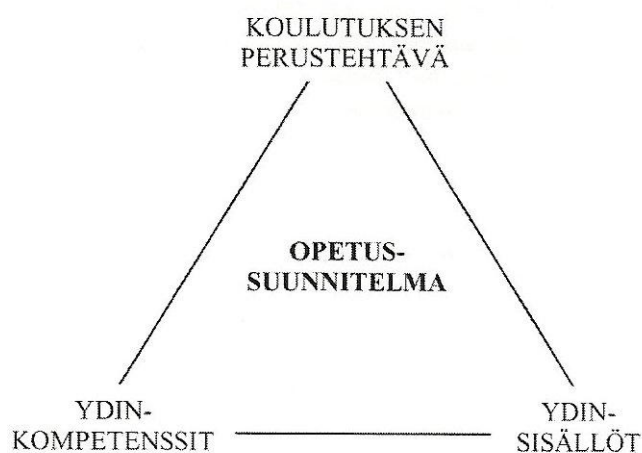 KOULUTUKSEN
PERUSTEHTÄVÄ
OPETUS-
SUUNNITELMA
YDIN-
KOMPETENSSIT
YDIN-
SISÄLLÖT